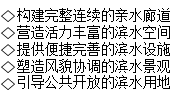 ◇构建完整连续的亲水廊道
◇营造活力丰富的滨水空间
◇提供便捷完善的滨水设施
◇塑造风貌协调的滨水景观
◇引导公共开放的滨水用地